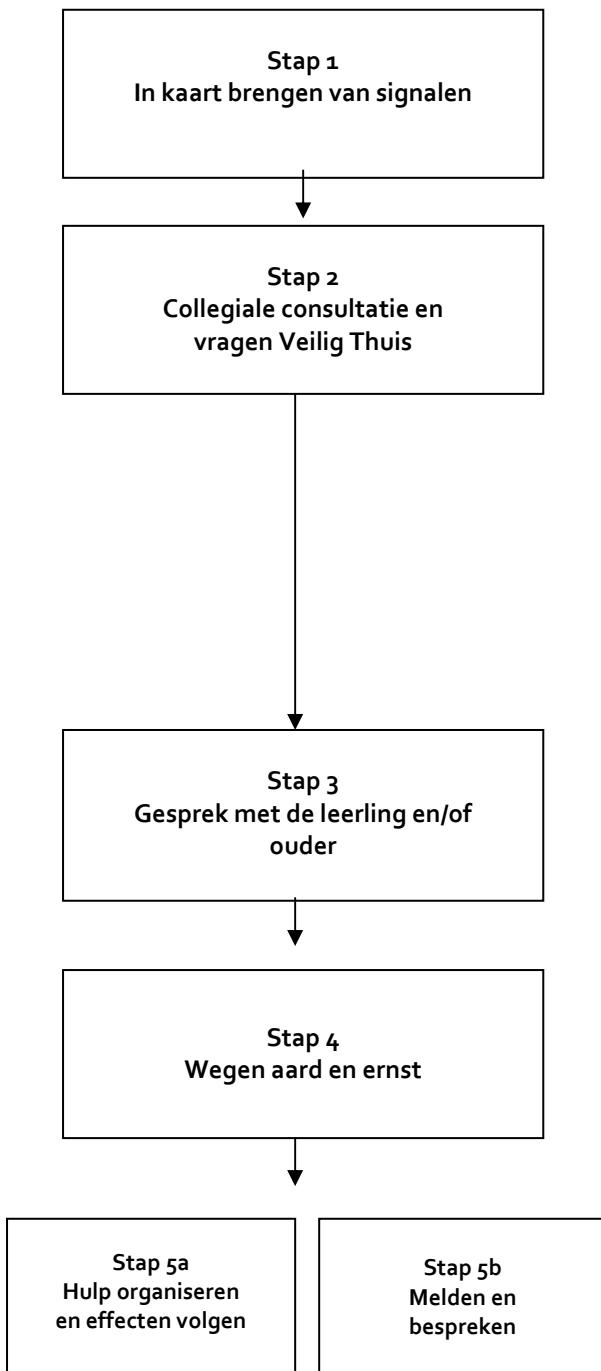 Stap 1
In kaart brengen van signalen
Stap 2
Collegiale consultatie en
vragen Veilig Thuis
Stap 3
Gesprek met de leerling en/of
ouder
Stap 4
Wegen aard en ernst
Stap 5a
Hulp organiseren
en effecten volgen
Stap 5b
Melden en
bespreken